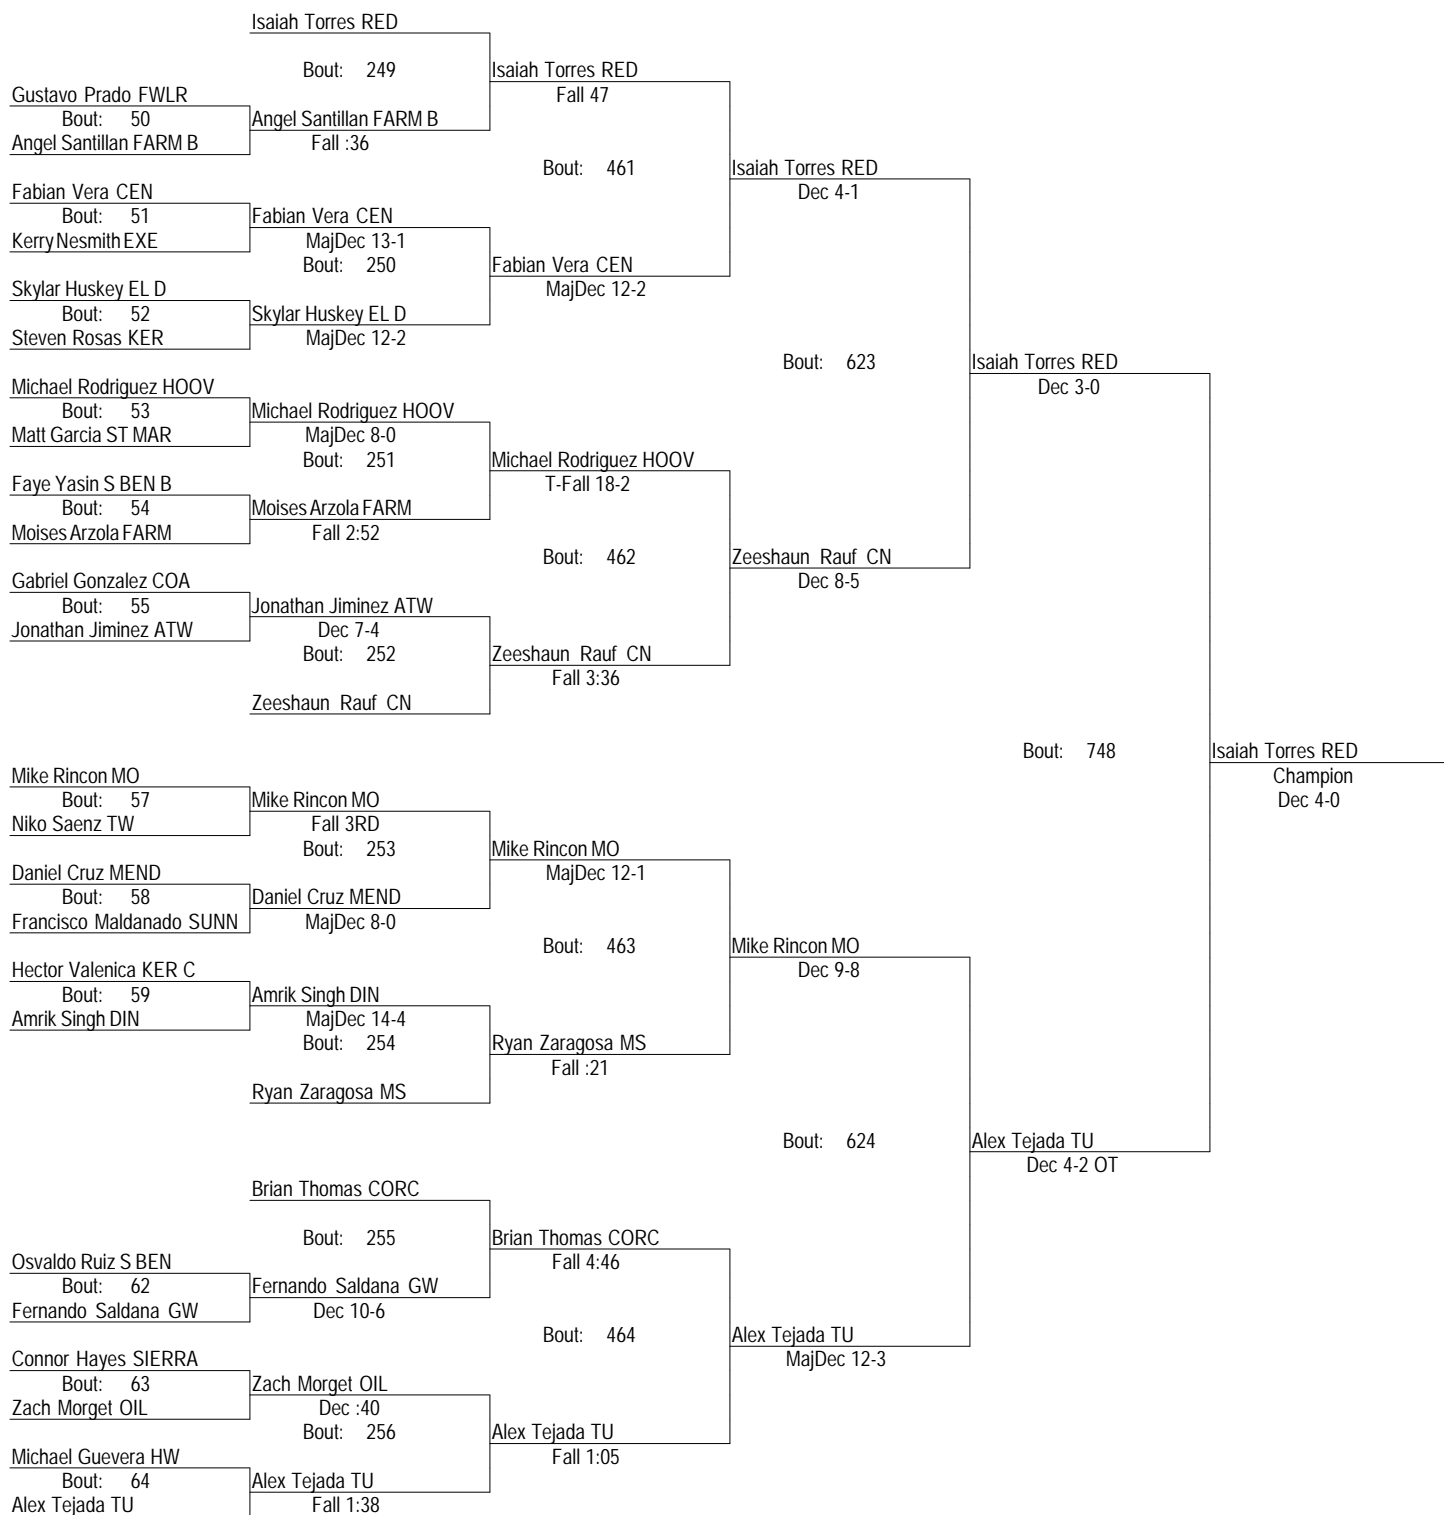 Isaiah Torres RED
Bout: 249
Isaiah Torres RED
Gustavo Prado FWLR
Fall 47
Bout: 50
Angel Santillan FARM B
Angel Santillan FARM B
Fall :36
Bout: 461
Isaiah Torres RED
Fabian Vera CEN
Dec 4-1
Bout: 51
Fabian Vera CEN
Kerry Nesmith EXE
MajDec 13-1
Bout: 250
Fabian Vera CEN
Skylar Huskey EL D
MajDec 12-2
Bout: 52
Skylar Huskey EL D
Steven Rosas KER
MajDec 12-2
Bout: 623
Isaiah Torres RED
Michael Rodriguez HOOV
Dec 3-0
Bout: 53
Michael Rodriguez HOOV
Matt Garcia ST MAR
MajDec 8-0
Bout: 251
Michael Rodriguez HOOV
Faye Yasin S BEN B
T-Fall 18-2
Bout: 54
Moises Arzola FARM
Moises Arzola FARM
Fall 2:52
Bout: 462
Zeeshaun Rauf CN
Gabriel Gonzalez COA
Dec 8-5
Bout: 55
Jonathan Jiminez ATW
Jonathan Jiminez ATW
Dec 7-4
Bout: 252
Zeeshaun Rauf CN
Fall 3:36
Zeeshaun Rauf CN
Bout: 748
Isaiah Torres RED
Mike Rincon MO
Champion
Bout: 57
Mike Rincon MO
Dec 4-0
Niko Saenz TW
Fall 3RD
Bout: 253
Mike Rincon MO
Daniel Cruz MEND
MajDec 12-1
Bout: 58
Daniel Cruz MEND
Francisco Maldanado SUNN
MajDec 8-0
Bout: 463
Mike Rincon MO
Hector Valenica KER C
Dec 9-8
Bout: 59
Amrik Singh DIN
Amrik Singh DIN
MajDec 14-4
Bout: 254
Ryan Zaragosa MS
Fall :21
Ryan Zaragosa MS
Bout: 624
Alex Tejada TU
Dec 4-2 OT
Brian Thomas CORC
Bout: 255
Brian Thomas CORC
Osvaldo Ruiz S BEN
Fall 4:46
Bout: 62
Fernando Saldana GW
Fernando Saldana GW
Dec 10-6
Bout: 464
Alex Tejada TU
Connor Hayes SIERRA
MajDec 12-3
Bout: 63
Zach Morget OIL
Zach Morget OIL
Dec :40
Bout: 256
Alex Tejada TU
Michael Guevera HW
Fall 1:05
Bout: 64
Alex Tejada TU
Alex Tejada TU
Fall 1:38